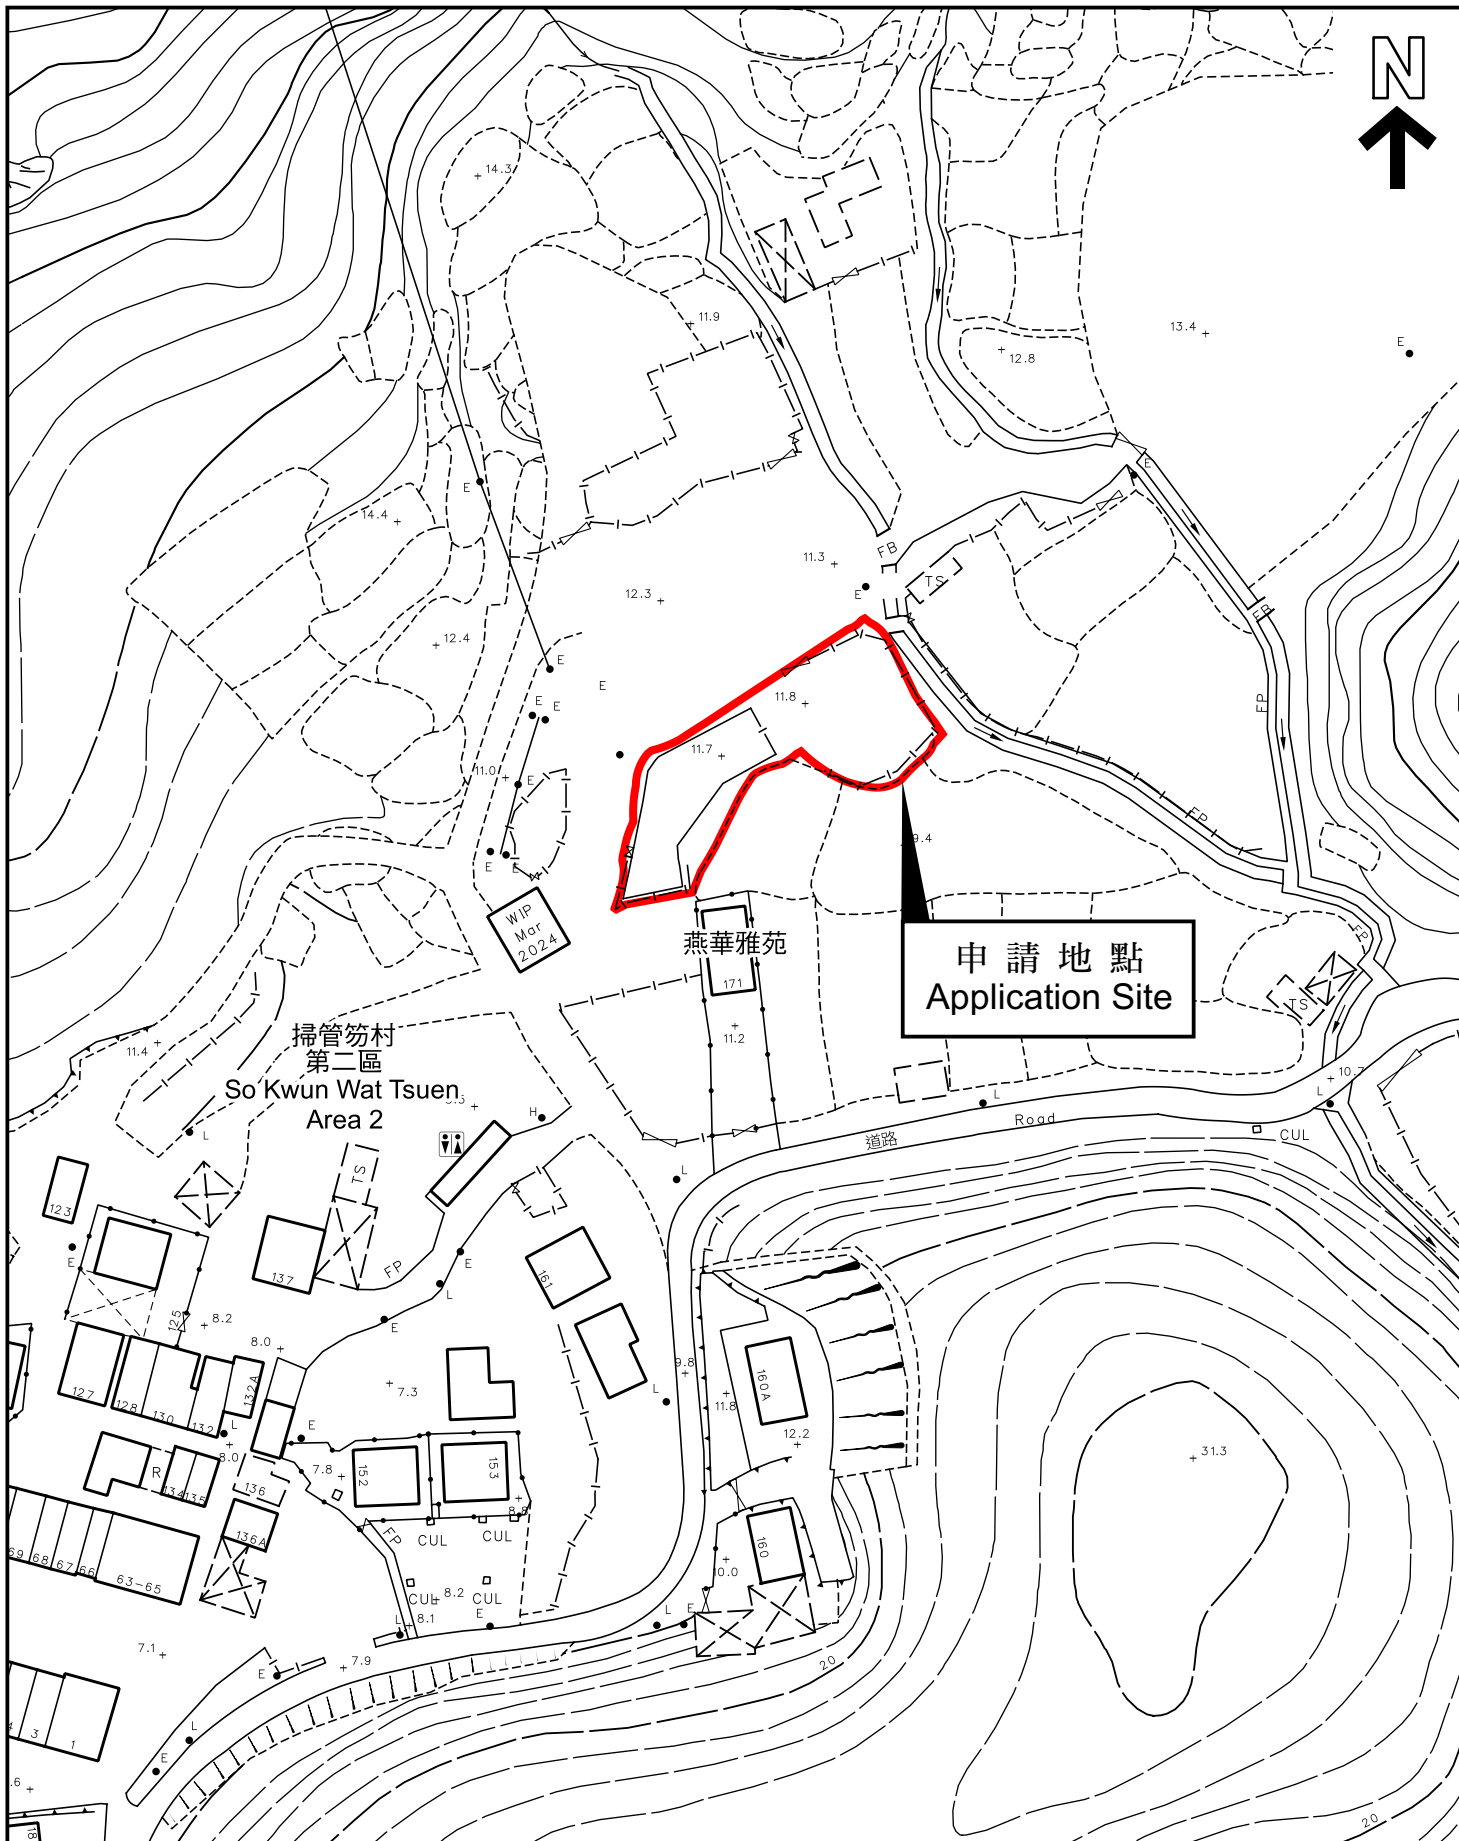 N
14.3
11.9
13.4
E
12.8
E
E
14.4
FB
11.3
TS
12.3
E
FB
12.4
E
E
11.8
FP
E
E
11.7
11.0
E
FP
9.4
E
E
WIP
Mar
2024
燕華雅苑
171
申請地點
Application Site
FP
TS
11.2
11.4
掃管笏村
第二區
So Kwun Wat Tsuen
Area 2
H
L
10.7
L
L
道路
Road
CUL
TS
L
123
E
137
FP
E
L
161
E
125
8.2
8.0
9.8
160A
11.8
12.2
127
128
130
132
132A
7.3
L
L
E
8.0
31.3
R
134
135
136
7.8
152
153
8.8
136A
FP
CUL
CUL
160
10.0
69
68
67
66
63-65
CUL
8.2
CUL
L
8.1
E
L
E
7.1
7.9
E
20
3
1
L
E
20